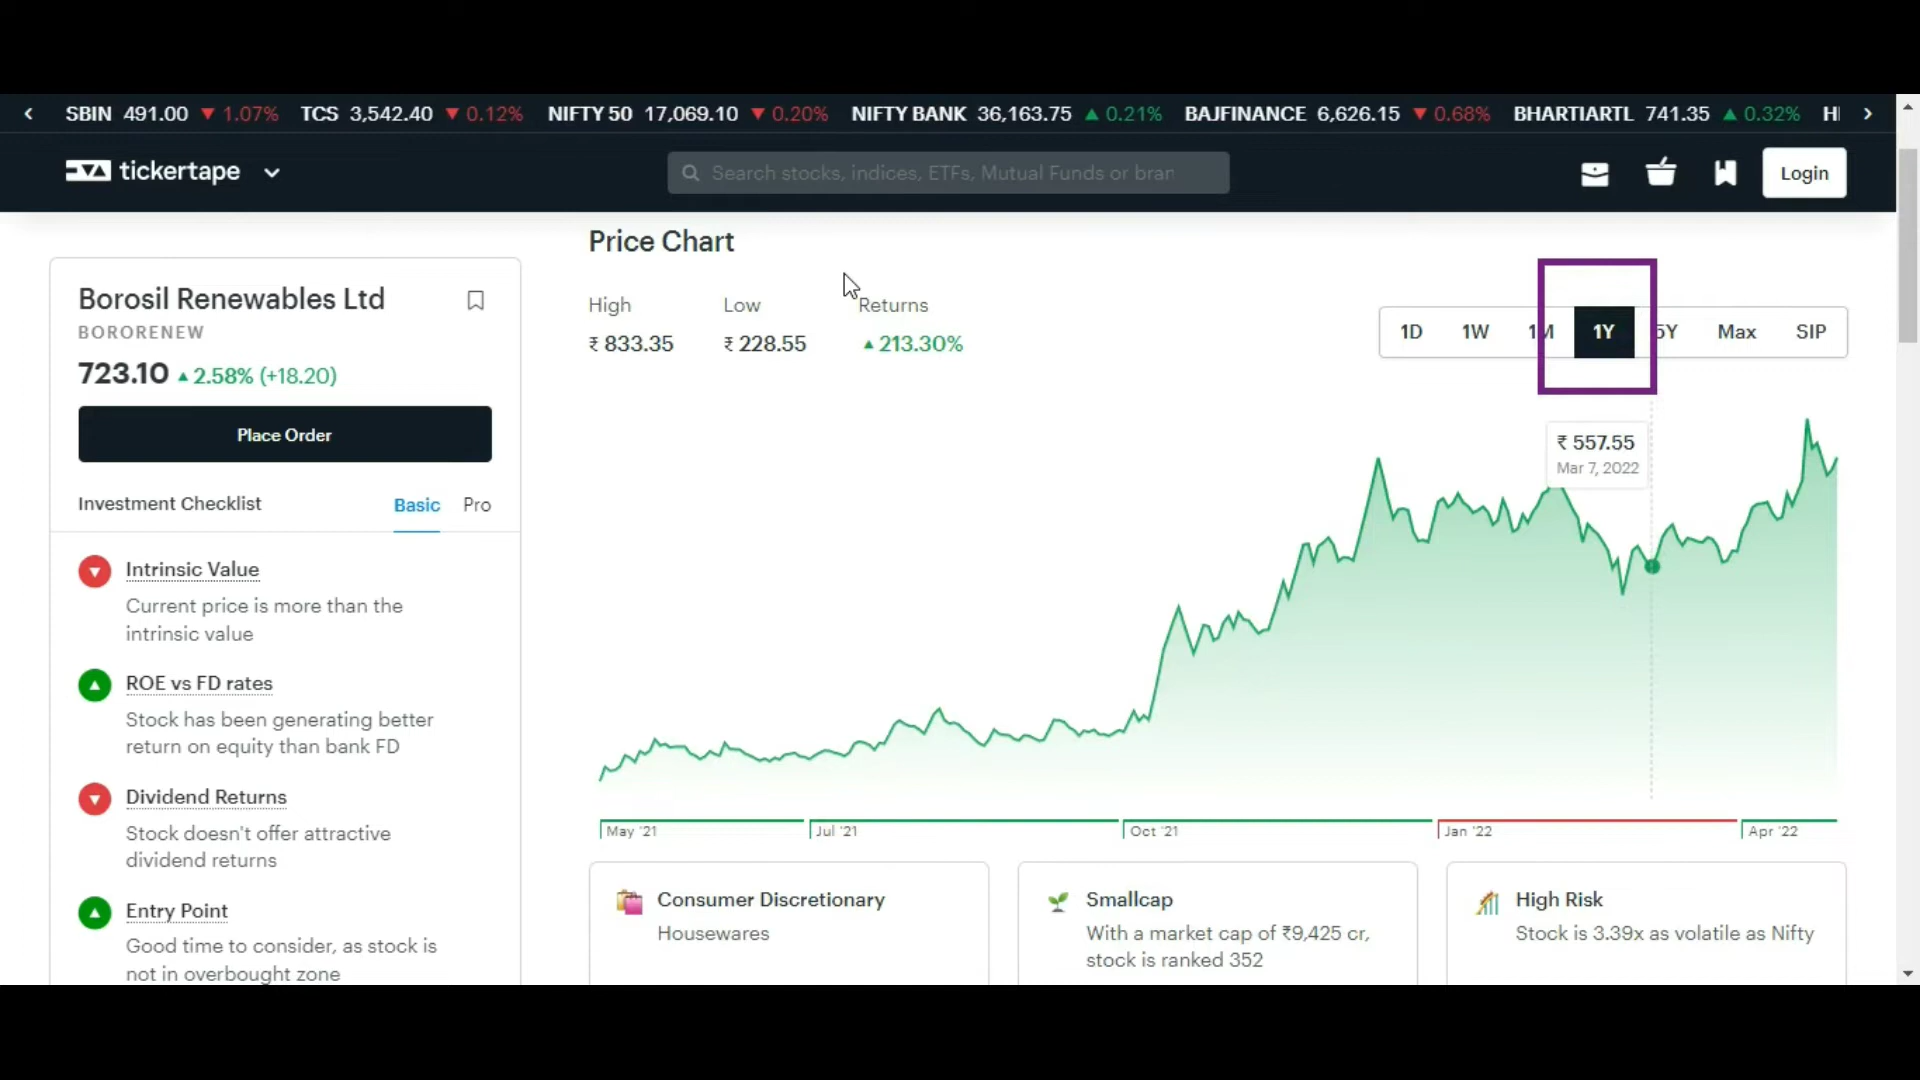 SBIN 491.00 ▼ 1.07% TCS 3,542.40 ▼ 0.12% NIFTY 50 17,069.10 ▼ 0.20% NIFTY BANK 36,163.75 ▲ 0.21% BAJFINANCE 6,626.15 ▼ 0.68% BHARTIARTL 741.35 ▲ 0.32%
tickertape
Search stocks, indices, ETFs, Mutual Funds or bran
Login
Borosil Renewables Ltd
BORORENEW
723.10 ▲ 2.58% (+18.20)
Place Order
Investment Checklist Basic Pro
Intrinsic Value
Current price is more than the
intrinsic value
ROE vs FD rates
Stock has been generating better
return on equity than bank FD
Dividend Returns
Stock doesn't offer attractive
dividend returns
Entry Point
Good time to consider, as stock is
not in overbought zone
Price Chart
High Low Returns
₹ 833.35 ₹ 228.55 ▲ 213.30%
1D 1W 1M 1Y 5Y Max SIP
₹ 557.55
Mar 7, 2022
May '21 Jul '21 Oct '21 Jan '22 Apr '22
Consumer Discretionary
Housewares
Smallcap
With a market cap of ₹9,425 cr,
stock is ranked 352
High Risk
Stock is 3.39x as volatile as Nifty